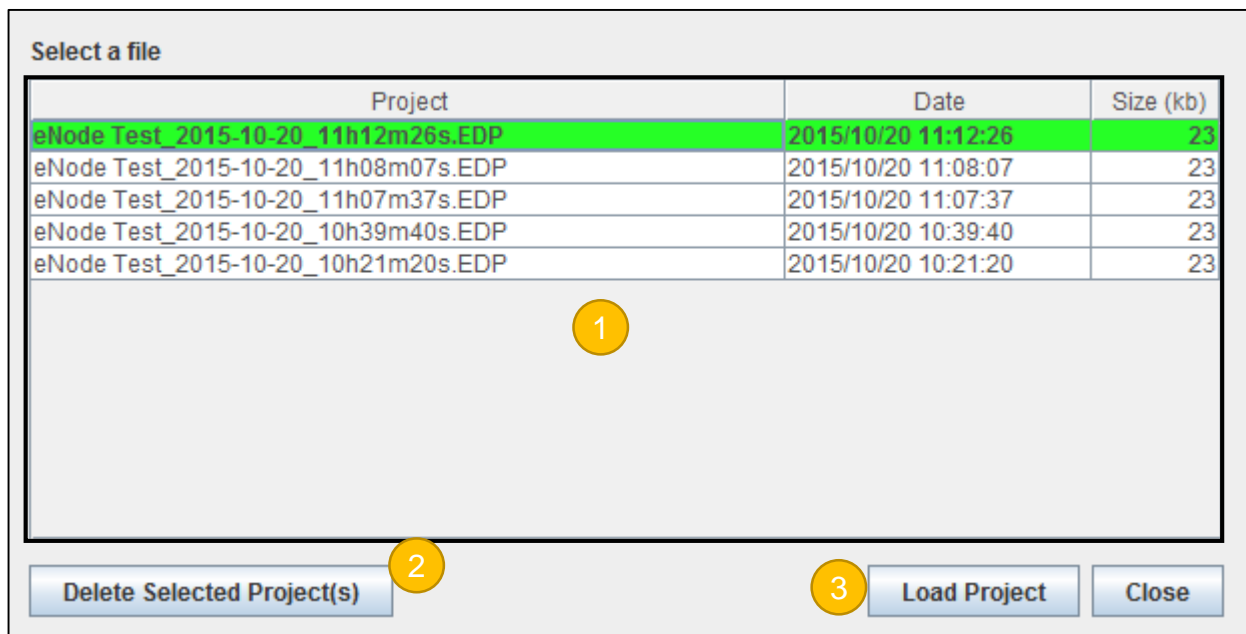 Select a file
Project Date Size (kb)
eNode Test_2015-10-20_11h12m26s.EDP 2015/10/20 11:12:26 23
eNode Test_2015-10-20_11h08m07s.EDP 2015/10/20 11:08:07 23
eNode Test_2015-10-20_11h07m37s.EDP 2015/10/20 11:07:37 23
eNode Test_2015-10-20_10h39m40s.EDP 2015/10/20 10:39:40 23
eNode Test_2015-10-20_10h21m20s.EDP 2015/10/20 10:21:20 23
1
2
Delete Selected Project(s) 3 Load Project Close